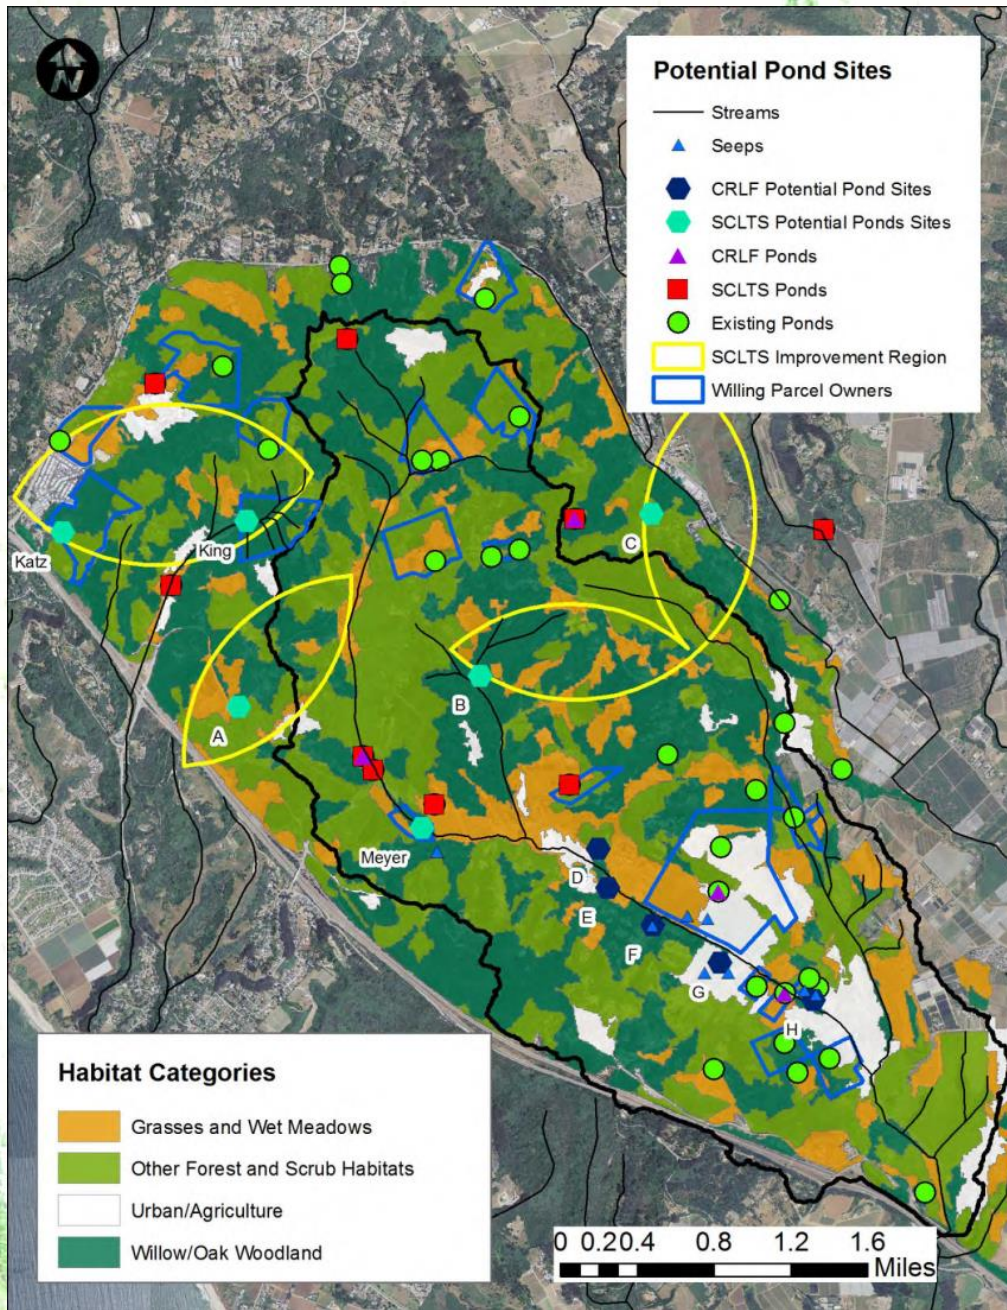 N
Potential Pond Sites
Streams
Seeps
CRLF Potential Pond Sites
SCLTS Potential Ponds Sites
CRLF Ponds
SCLTS Ponds
Existing Ponds
SCLTS Improvement Region
Willing Parcel Owners
C
King
Katz
B
A
Meyer
D
E
F
G
H
Habitat Categories
Grasses and Wet Meadows
Other Forest and Scrub Habitats
Urban/Agriculture
Willow/Oak Woodland
0 0.20.4 0.8 1.2 1.6
Miles